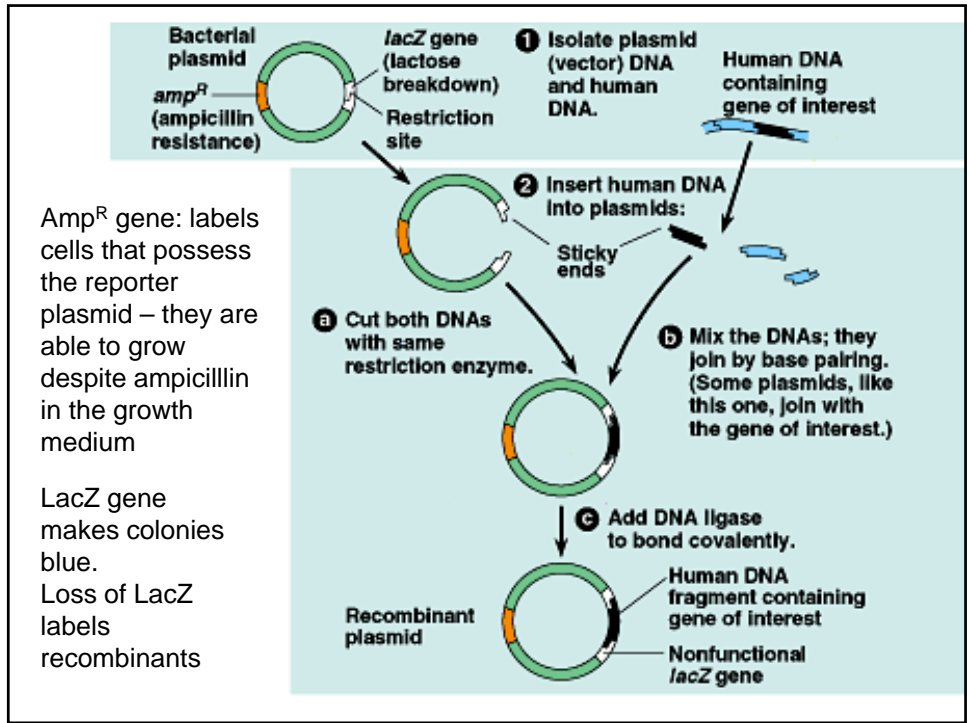 Bacterial
plasmid
ampR
(ampicillin
resistance)
lacZ gene
(lactose
breakdown)
Restriction
site
1 Isolate plasmid
(vector) DNA
and human
DNA.
Human DNA
containing
gene of interest
2 Insert human DNA
into plasmids:
Sticky
ends
AmpR gene: labels
cells that possess
the reporter
plasmid – they are
able to grow
despite ampicilllin
in the growth
medium
a Cut both DNAs
with same
restriction enzyme.
b Mix the DNAs; they
join by base pairing.
(Some plasmids, like
this one, join with
the gene of interest.)
LacZ gene
makes colonies
blue.
Loss of LacZ
labels
recombinants
c Add DNA ligase
to bond covalently.
Recombinant
plasmid
Human DNA
fragment containing
gene of interest
Nonfunctional
lacZ gene